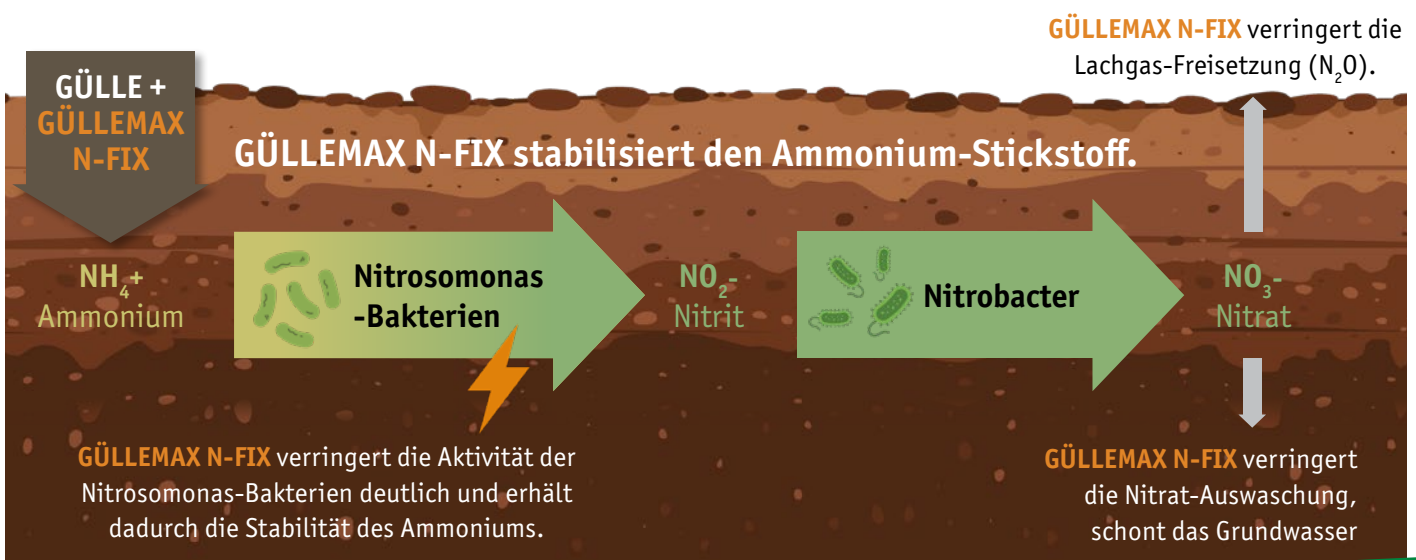 GÜLLEMAX N-FIX verringert die
Lachgas-Freisetzung (N₂O).
GÜLLE +
GÜLLEMAX
N-FIX
GÜLLEMAX N-FIX stabilisiert den Ammonium-Stickstoff.
NH₄+
Ammonium
Nitrosomonas
-Bakterien
NO₂-
Nitrit
Nitrobacter
NO₃-
Nitrat
GÜLLEMAX N-FIX verringert die Aktivität der
Nitrosomonas-Bakterien deutlich und erhält
dadurch die Stabilität des Ammoniums.
GÜLLEMAX N-FIX verringert
die Nitrat-Auswaschung,
schont das Grundwasser